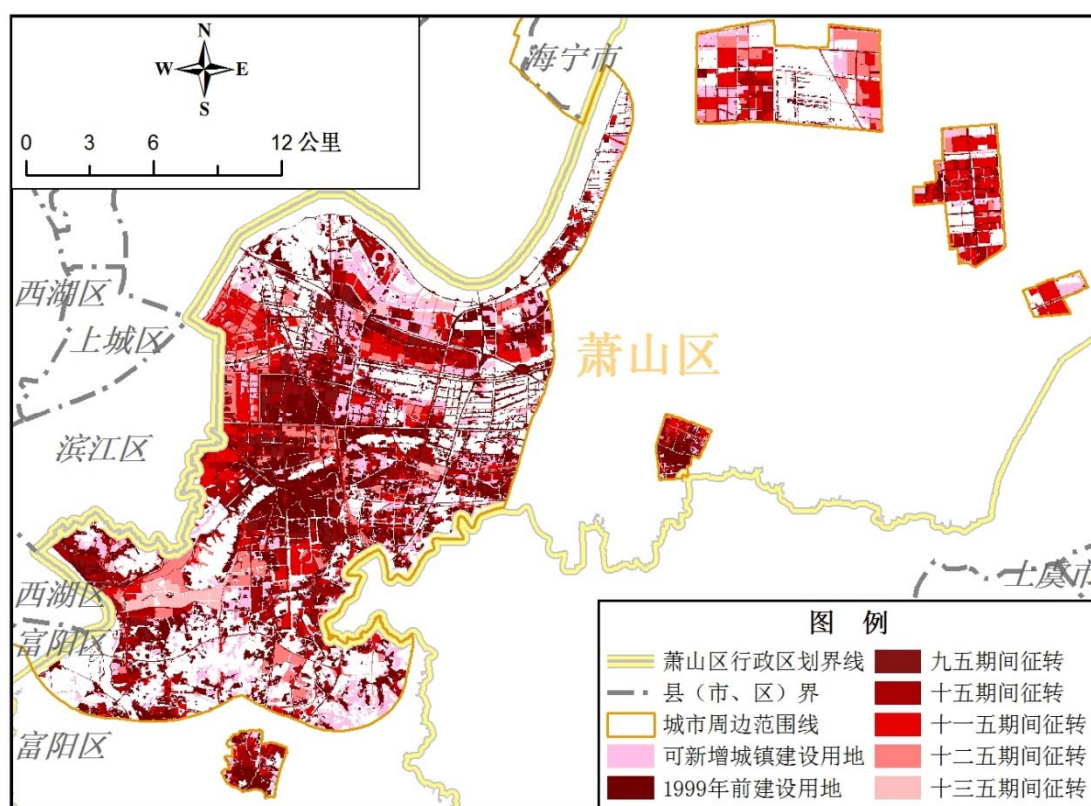 N
W E
S
0 3 6 12 公里
海宁市
西湖区
上城区
萧山区
滨江区
西湖区
富阳区
富阳区
上虞市
图 例
萧山区行政区划界线
县（市、区）界
城市周边范围线
可新增城镇建设用地
1999年前建设用地
九五期间征转
十五期间征转
十一五期间征转
十二五期间征转
十三五期间征转